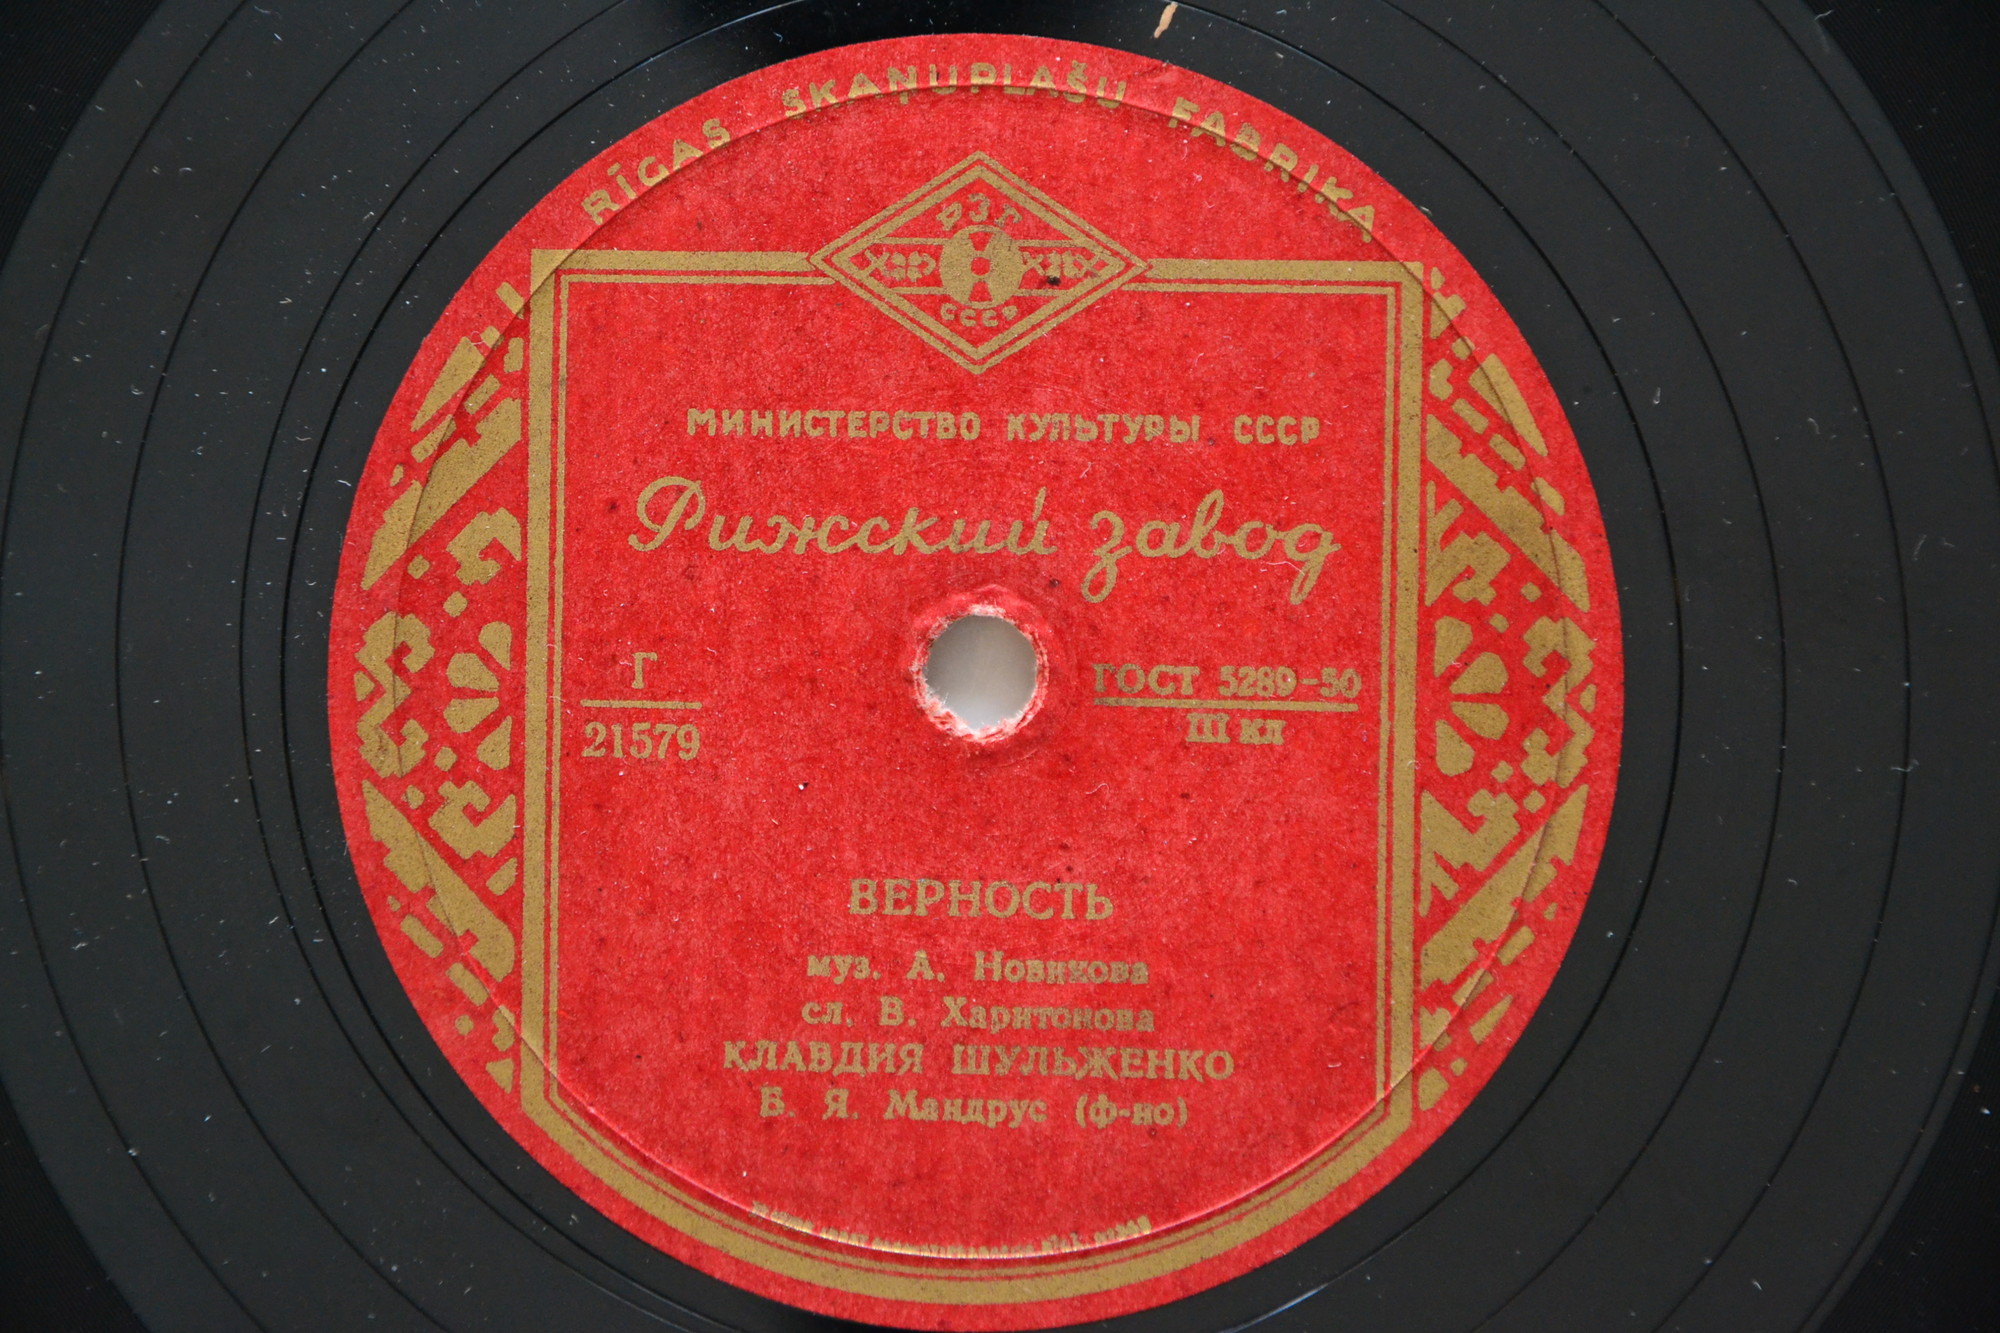 RĪGAS SKAŅUPLAŠU FABRIKA
СССР
МИНИСТЕРСТВО КУЛЬТУРЫ СССР
Рижский завод
Г
21579
ГОСТ 5289-50
III кл
ВЕРНОСТЬ
муз. А. Новикова
сл. В. Харитонова
КЛАВДИЯ ШУЛЬЖЕНКО
Б. Я. Мандрус (ф-но)